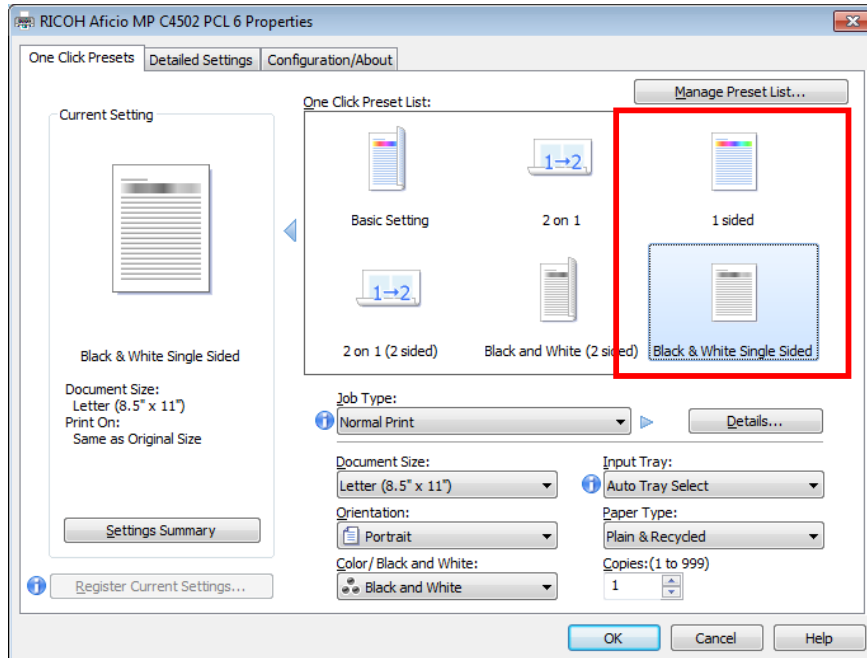 RICOH Aficio MP C4502 PCL 6 Properties
One Click Presets
Detailed Settings
Configuration/About
Manage Preset List...
Current Setting
One Click Preset List:
1→2
Basic Setting
2 on 1
1 sided
1→2
2 on 1 (2 sided)
Black and White (2 sided)
Black & White Single Sided
Black & White Single Sided
Document Size:
Letter (8.5" x 11")
Print On:
Same as Original Size
Settings Summary
Register Current Settings...
Job Type:
Normal Print
Details...
Document Size:
Letter (8.5" x 11")
Input Tray:
Auto Tray Select
Orientation:
Portrait
Paper Type:
Plain & Recycled
Color/ Black and White:
Black and White
Copies:(1 to 999)
1
OK
Cancel
Help